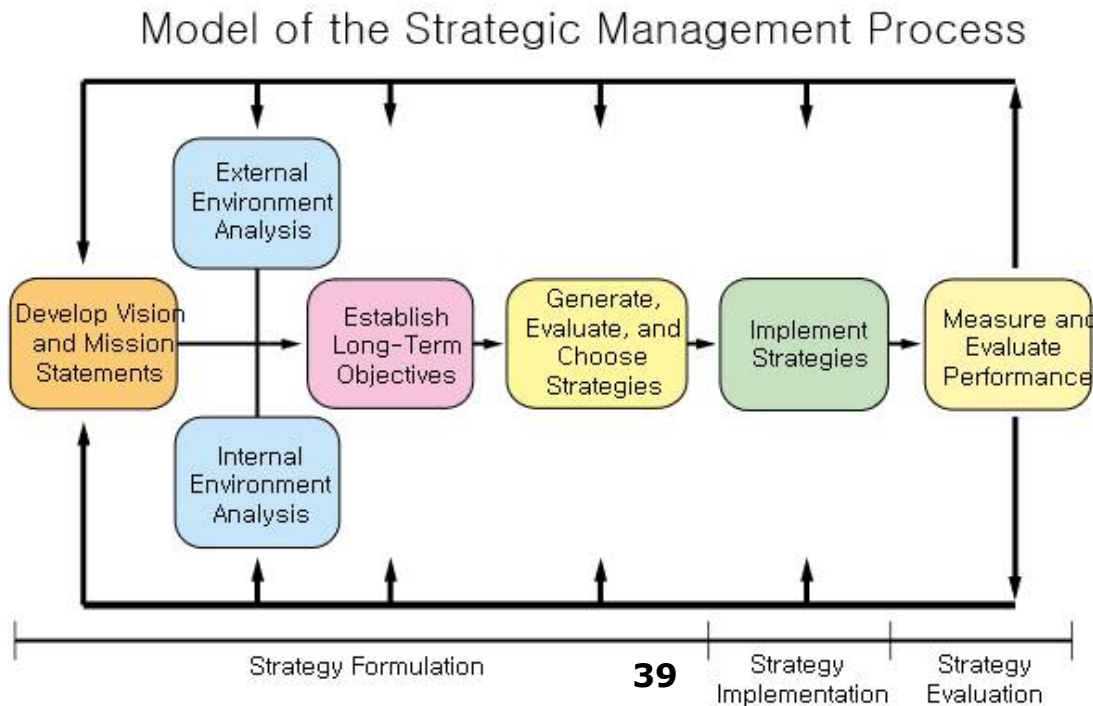 Model of the Strategic Management Process
External
Environment
Analysis
Develop Vision
and Mission
Statements
Establish
Long-Term
Objectives
Generate,
Evaluate, and
Choose
Strategies
Implement
Strategies
Measure and
Evaluate
Performance
Internal
Environment
Analysis
Strategy Formulation
39
Strategy
Implementation
Strategy
Evaluation